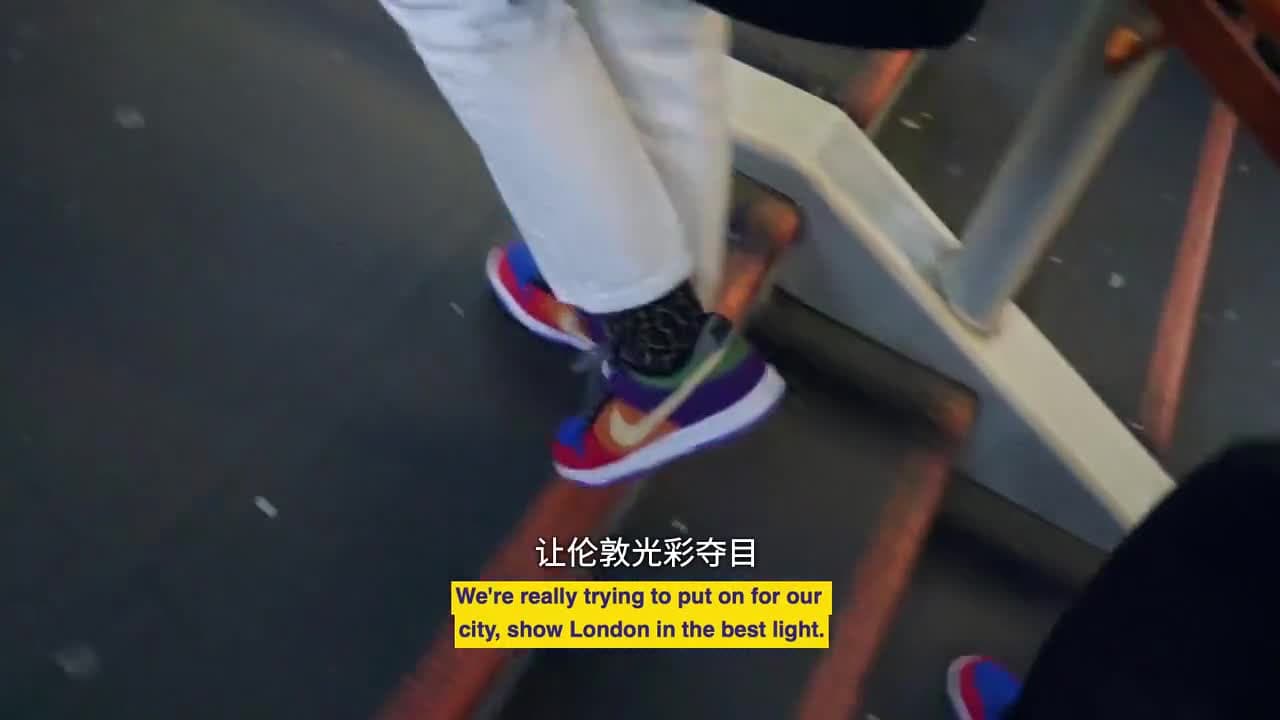 让伦敦光彩夺目
We're really trying to put on for our
city, show London in the best light.